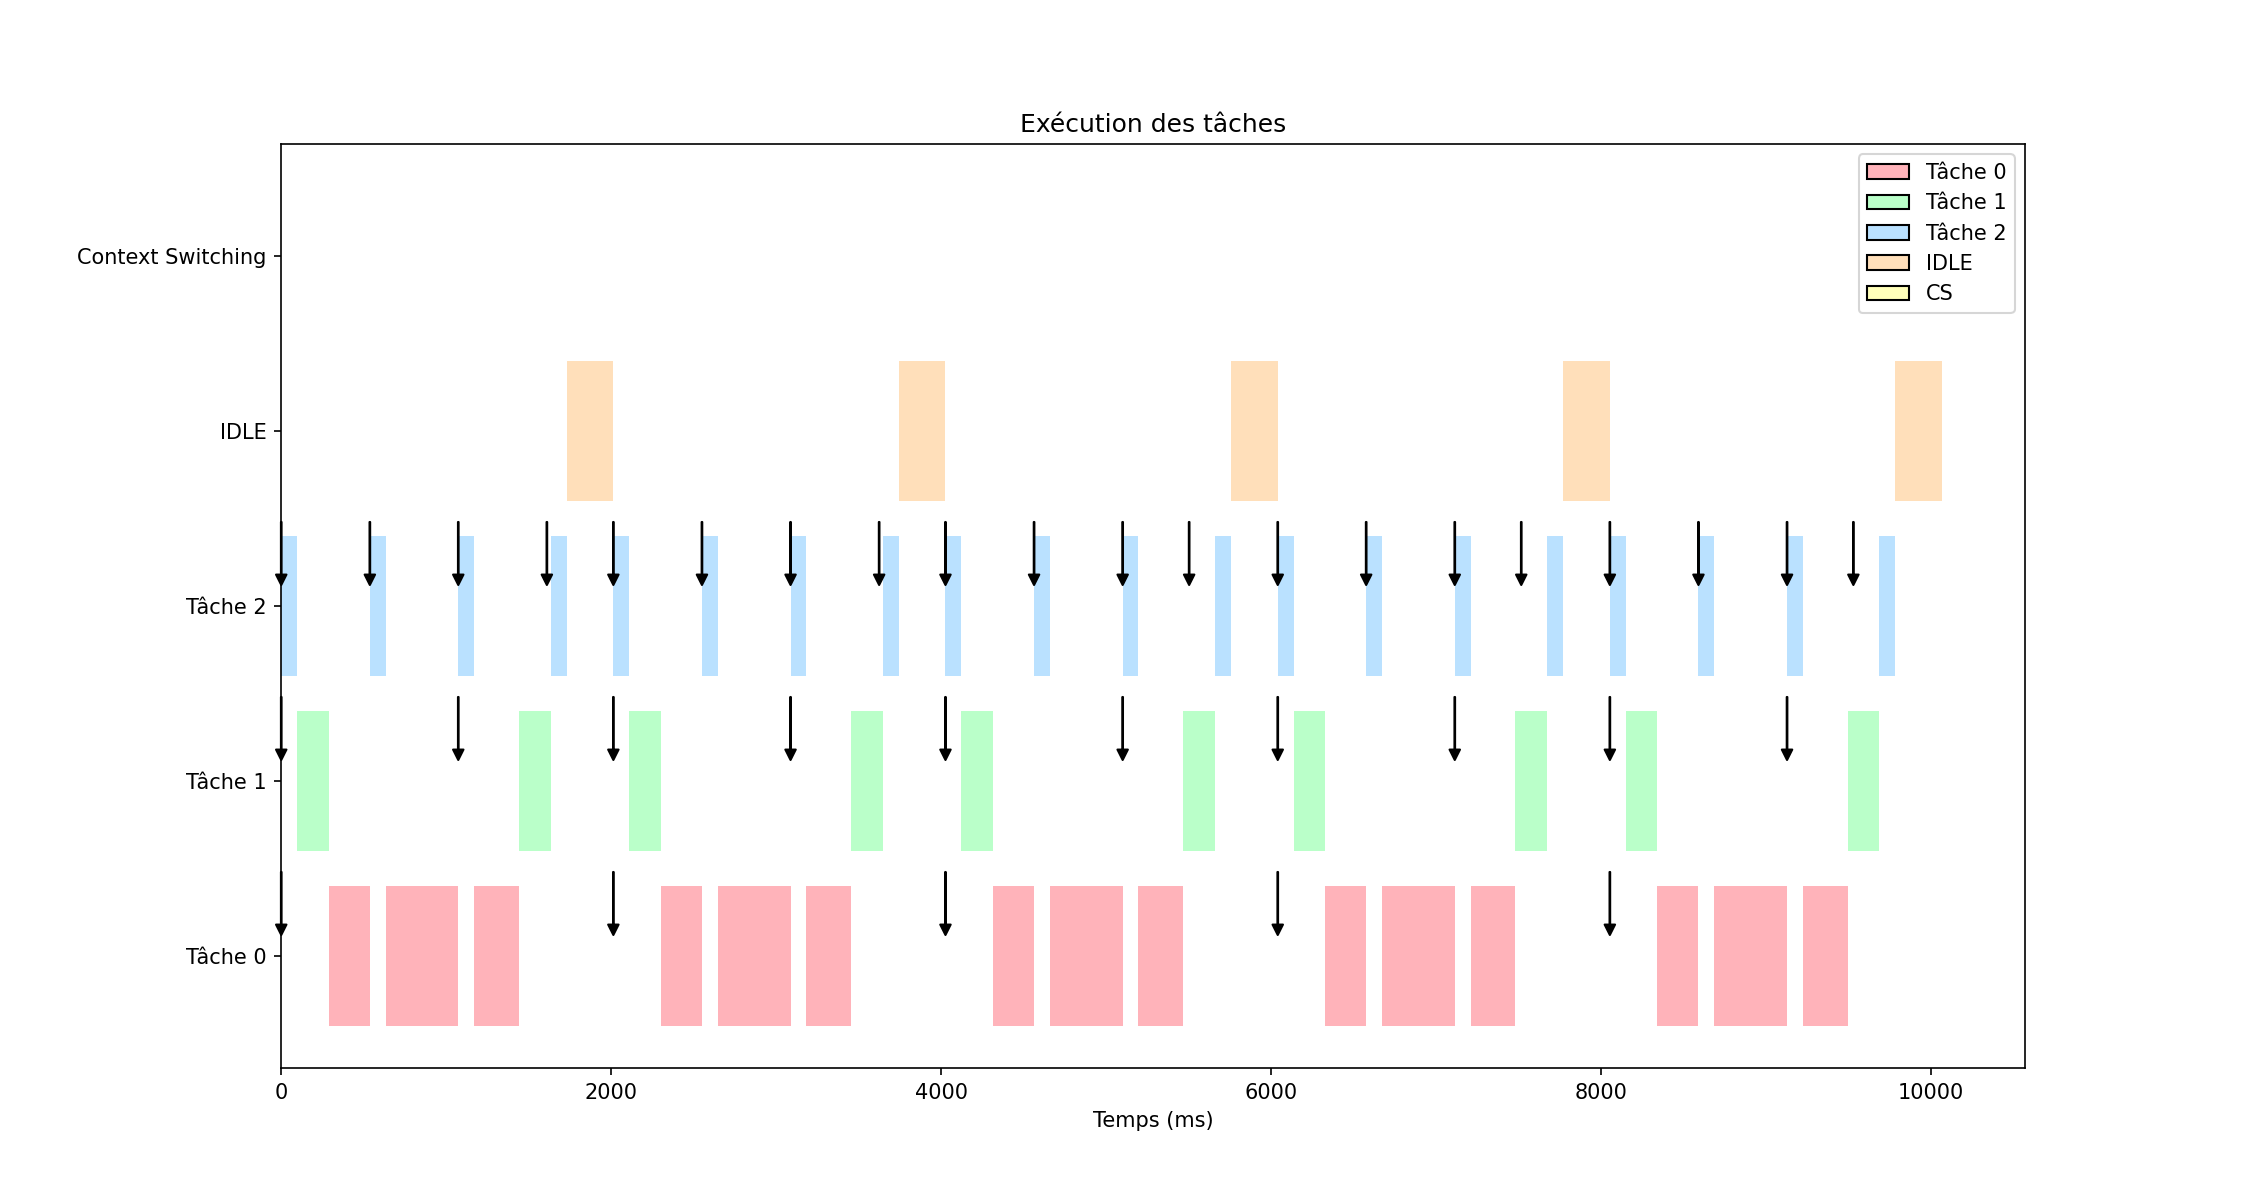 Exécution des tâches
Tâche 0
Tâche 1
Tâche 2
IDLE
CS
Context Switching
IDLE
Tâche 2
Tâche 1
Tâche 0
0 2000 4000 6000 8000 10000
Temps (ms)